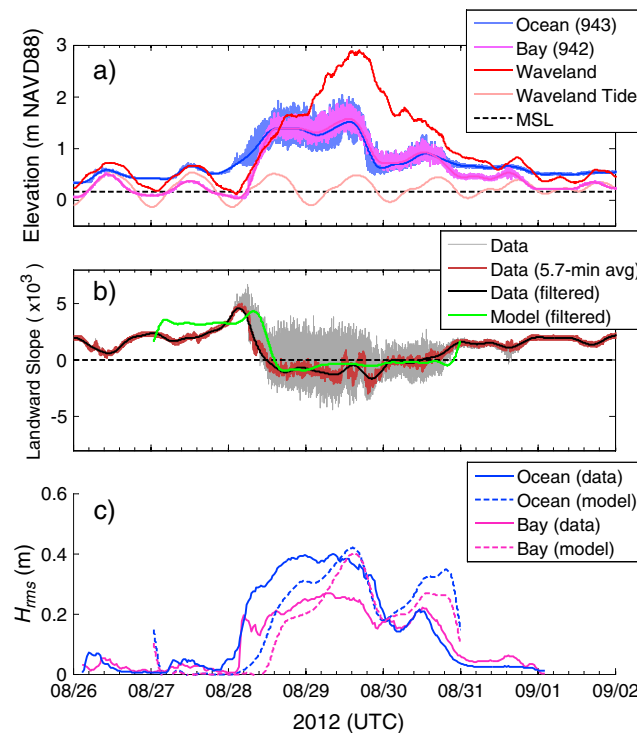 Ocean (943)
Bay (942)
Waveland
Waveland Tide
MSL
a)
3
2
1
0
Elevation (m NAVD88)
Data
Data (5.7-min avg)
Data (filtered)
Model (filtered)
b)
5
0
-5
Landward Slope (x10³)
Ocean (data)
Ocean (model)
Bay (data)
Bay (model)
c)
0.6
0.4
0.2
0
Hrms (m)
08/26 08/27 08/28 08/29 08/30 08/31 09/01 09/02
2012 (UTC)